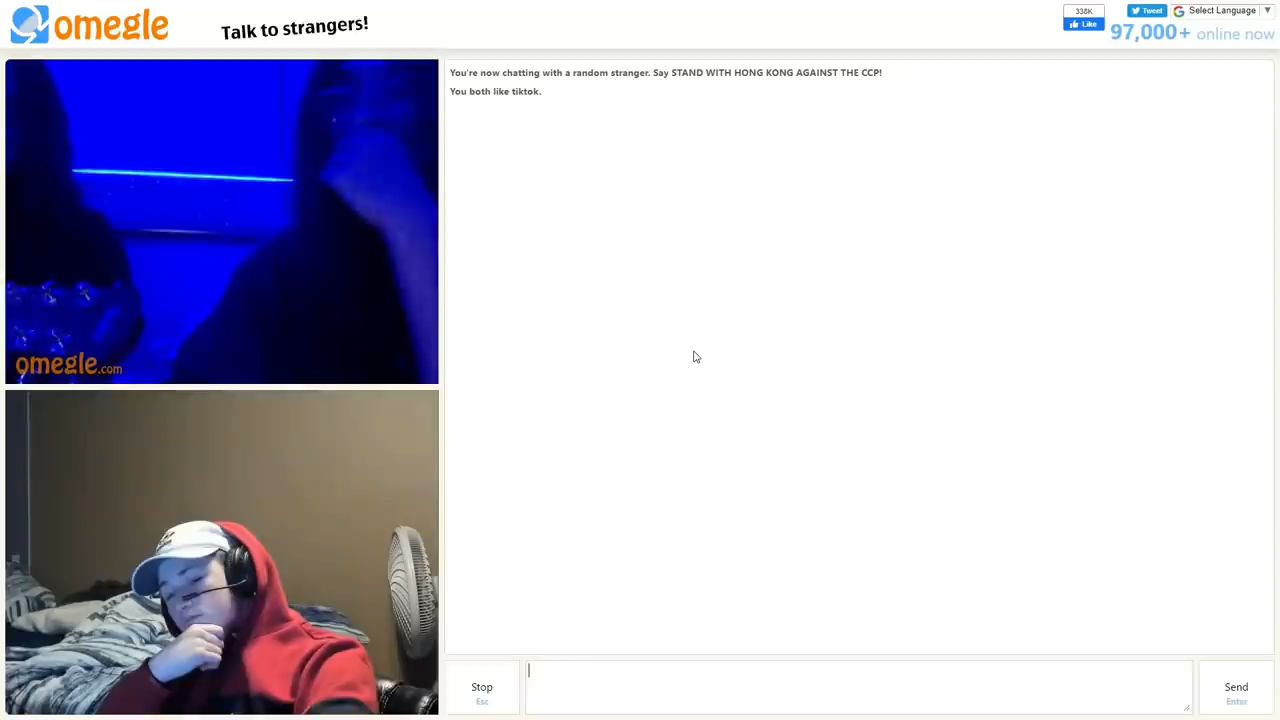 omegle
Talk to strangers!
338K
Like
Tweet
Select Language ▼
97,000+ online now
You're now chatting with a random stranger. Say STAND WITH HONG KONG AGAINST THE CCP!
You both like tiktok.
omegle.com
Stop
Esc
Send
Enter